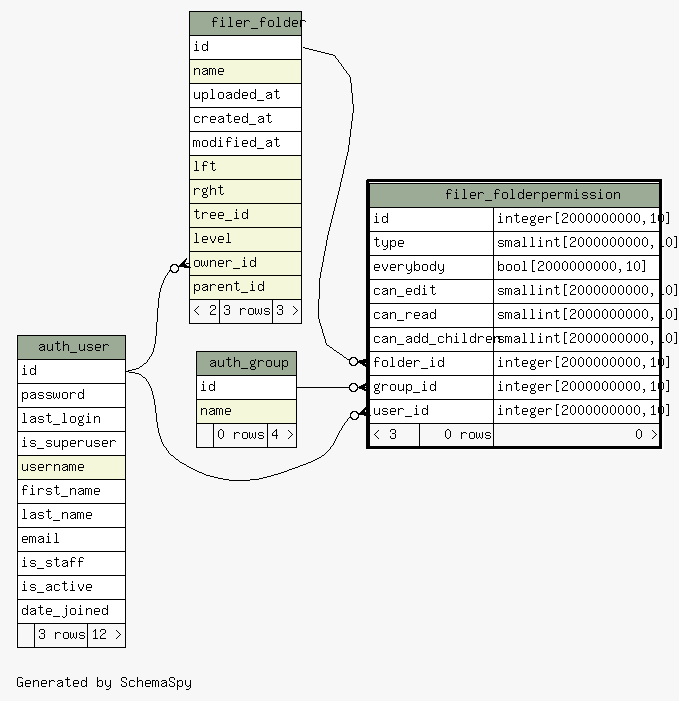 filer_folder
id
name
uploaded_at
created_at
modified_at
lft
rght
tree_id
level
owner_id
parent_id
< 2 3 rows 3 >
filer_folderpermission
id integer[2000000000,10]
type smallint[2000000000,10]
everybody bool[2000000000,10]
can_edit smallint[2000000000,10]
can_read smallint[2000000000,10]
can_add_children smallint[2000000000,10]
folder_id integer[2000000000,10]
group_id integer[2000000000,10]
user_id integer[2000000000,10]
< 3 0 rows 0 >
auth_user
id
password
last_login
is_superuser
username
first_name
last_name
email
is_staff
is_active
date_joined
3 rows 12 >
auth_group
id
name
0 rows 4 >
Generated by SchemaSpy